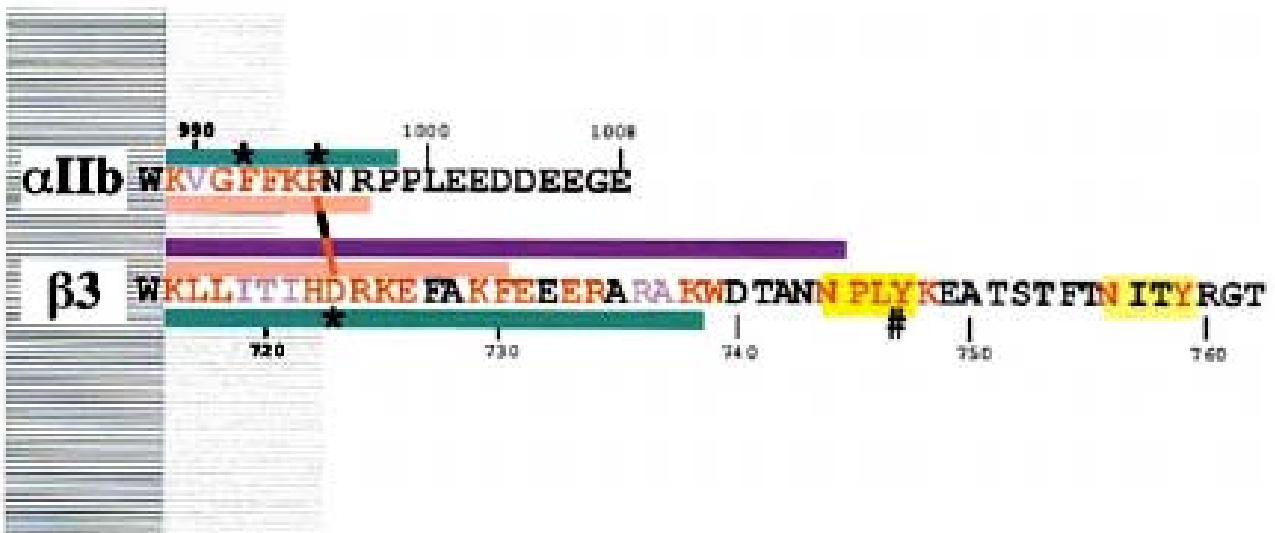 990 1000 1008
★ ★
αIIb WKVGFFKRNRPPLEEDDEEGE
β3 WKLLITIHDRKEFAKFEEERARAKWDTANNPLYKEATSTFTNITYRGT
★ #
720 730 740 750 760